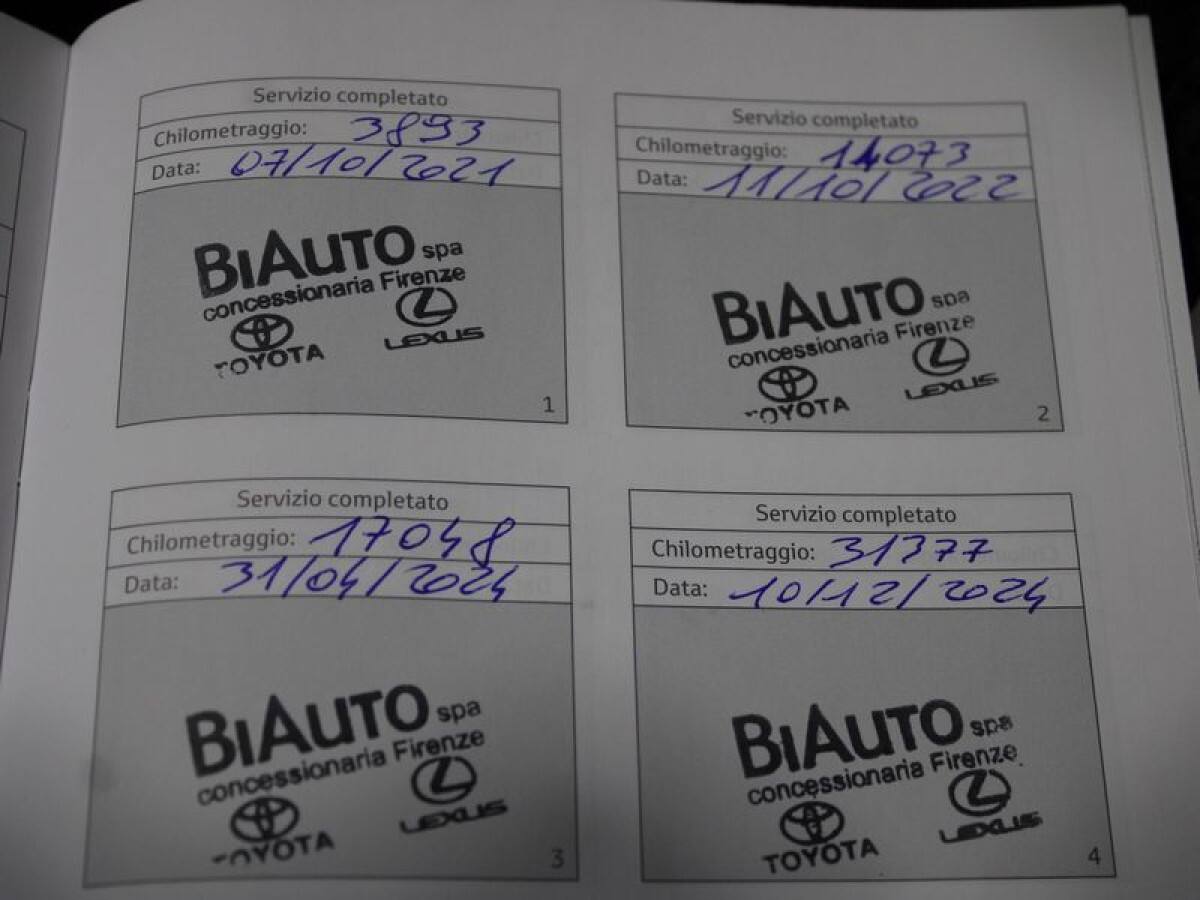 Servizio completato
Chilometraggio: 3893
Data: 07/10/2021
BIAUTO spa
concessionaria Firenze
TOYOTA LEXUS
1
Servizio completato
Chilometraggio: 14073
Data: 11/10/2022
BIAUTO spa
concessionaria Firenze
TOYOTA LEXUS
2
Servizio completato
Chilometraggio: 17048
Data: 31/04/2024
BIAUTO spa
concessionaria Firenze
TOYOTA LEXUS
3
Servizio completato
Chilometraggio: 31377
Data: 10/12/2024
BIAUTO spa
concessionaria Firenze
TOYOTA LEXUS
4